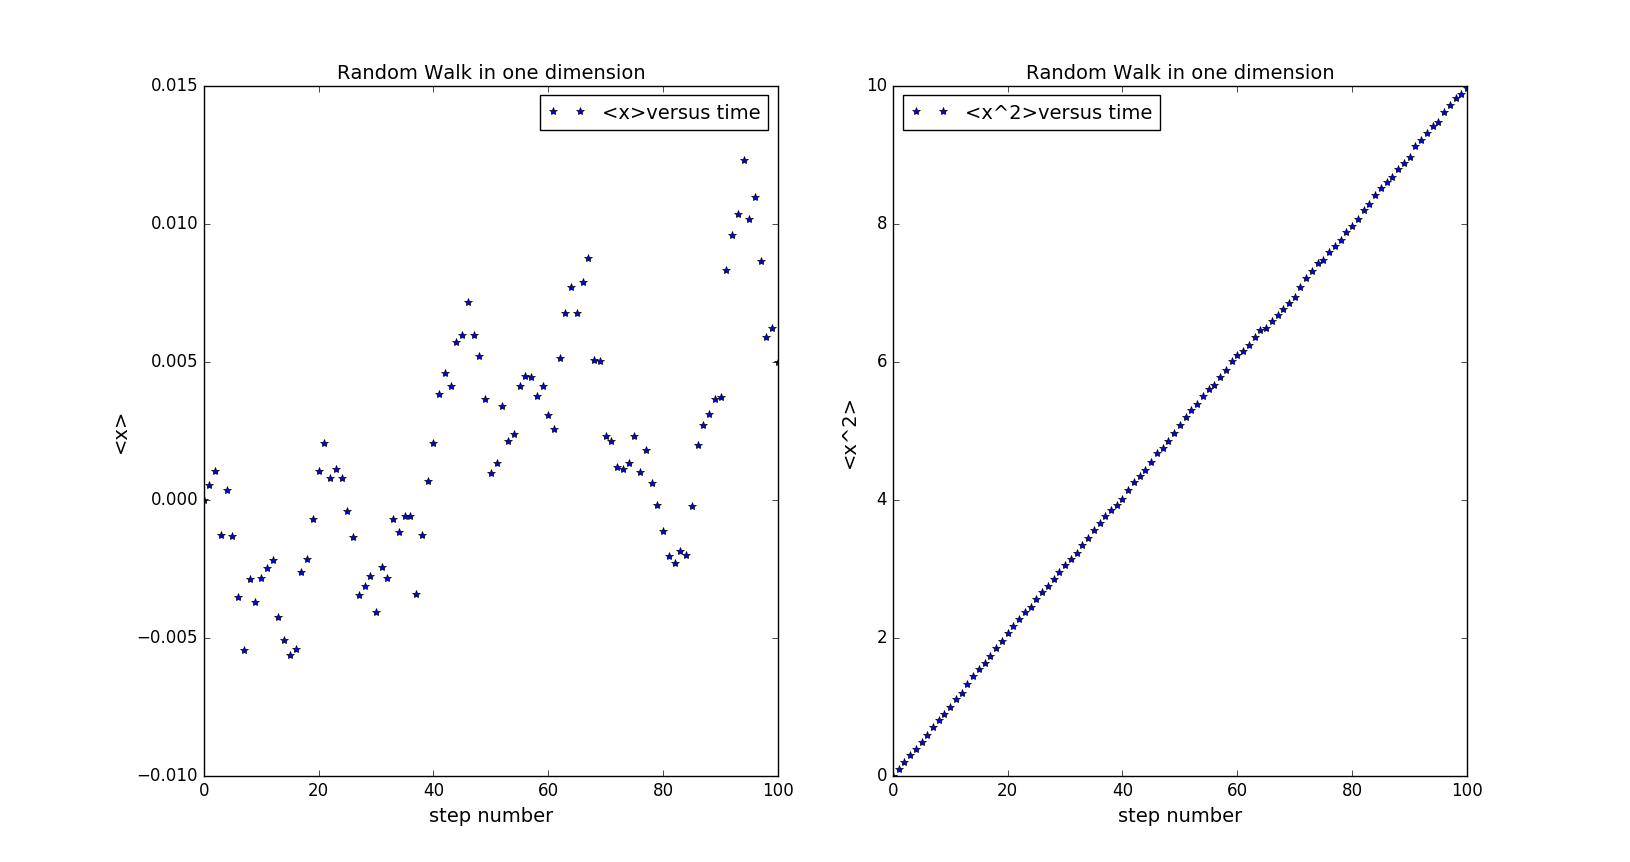 Random Walk in one dimension
<x>versus time
0.015
0.010
0.005
0.000
−0.005
−0.010
0 20 40 60 80 100
step number
<x>
Random Walk in one dimension
<x^2>versus time
10
8
6
4
2
0
0 20 40 60 80 100
step number
<x^2>